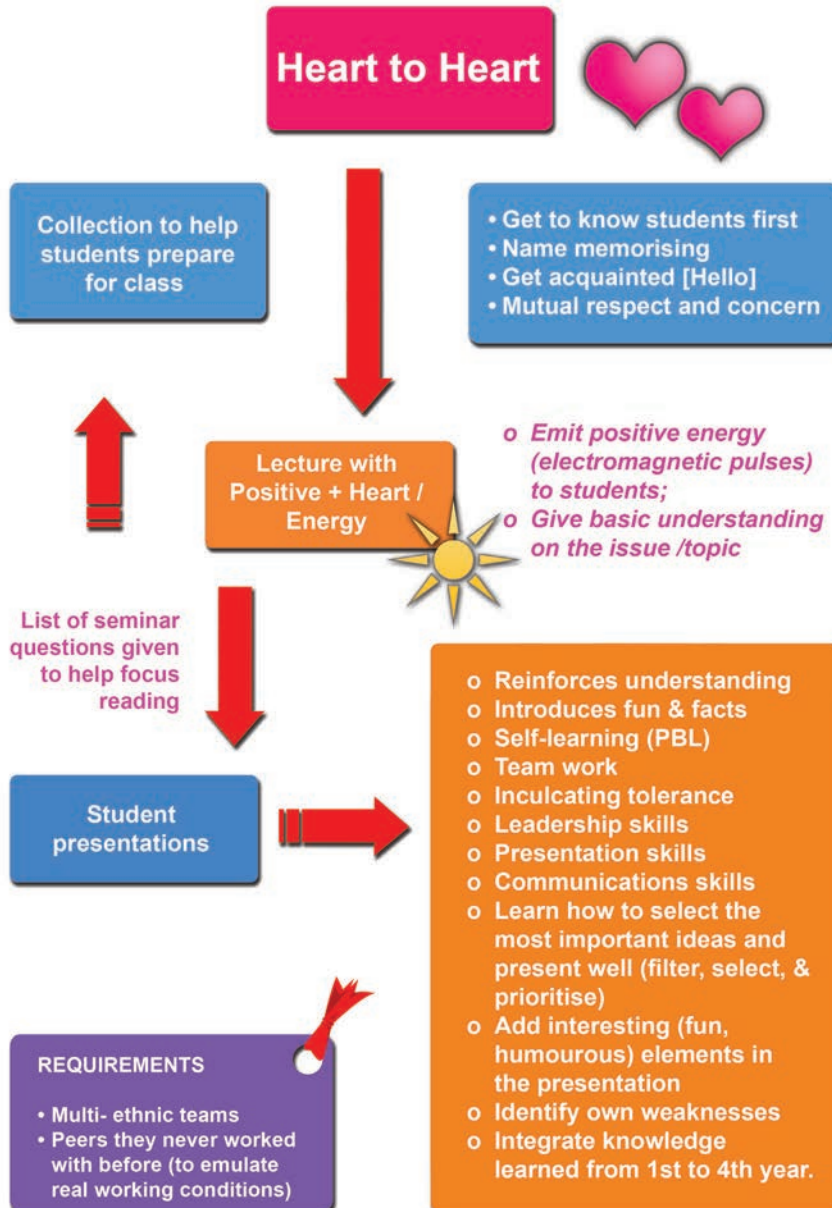 Heart to Heart
Collection to help
students prepare
for class
• Get to know students first
• Name memorising
• Get acquainted [Hello]
• Mutual respect and concern
Lecture with
Positive + Heart /
Energy
o Emit positive energy
(electromagnetic pulses)
to students;
o Give basic understanding
on the issue /topic
List of seminar
questions given
to help focus
reading
Student
presentations
o Reinforces understanding
o Introduces fun & facts
o Self-learning (PBL)
o Team work
o Inculcating tolerance
o Leadership skills
o Presentation skills
o Communications skills
o Learn how to select the
most important ideas and
present well (filter, select, &
prioritise)
o Add interesting (fun,
humourous) elements in
the presentation
o Identify own weaknesses
o Integrate knowledge
learned from 1st to 4th year.
REQUIREMENTS
• Multi- ethnic teams
• Peers they never worked
with before (to emulate
real working conditions)